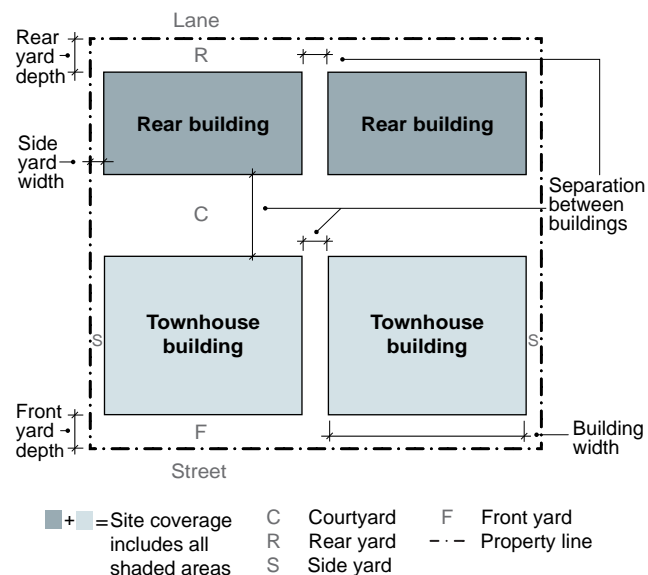 Lane
Rear
yard
depth
R
Rear building
Rear building
Side
yard
width
C
Separation
between
buildings
Townhouse
building
Townhouse
building
S
S
Front
yard
depth
F
Building
width
Street
+ = Site coverage
includes all
shaded areas
C Courtyard
R Rear yard
S Side yard
F Front yard
Property line